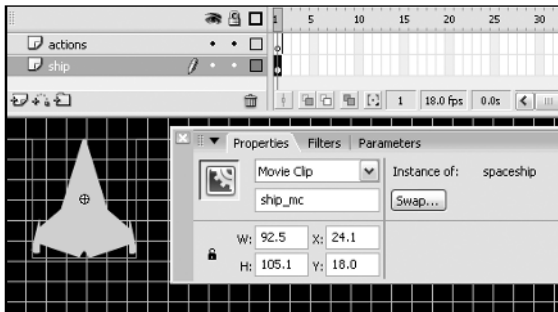 1 5 10 15 20 25 30
actions
ship
1 18.0 fps 0.0s
Properties Filters Parameters
Movie Clip Instance of: spaceship
ship_mc Swap...
W: 92.5 X: 24.1
H: 105.1 Y: 18.0